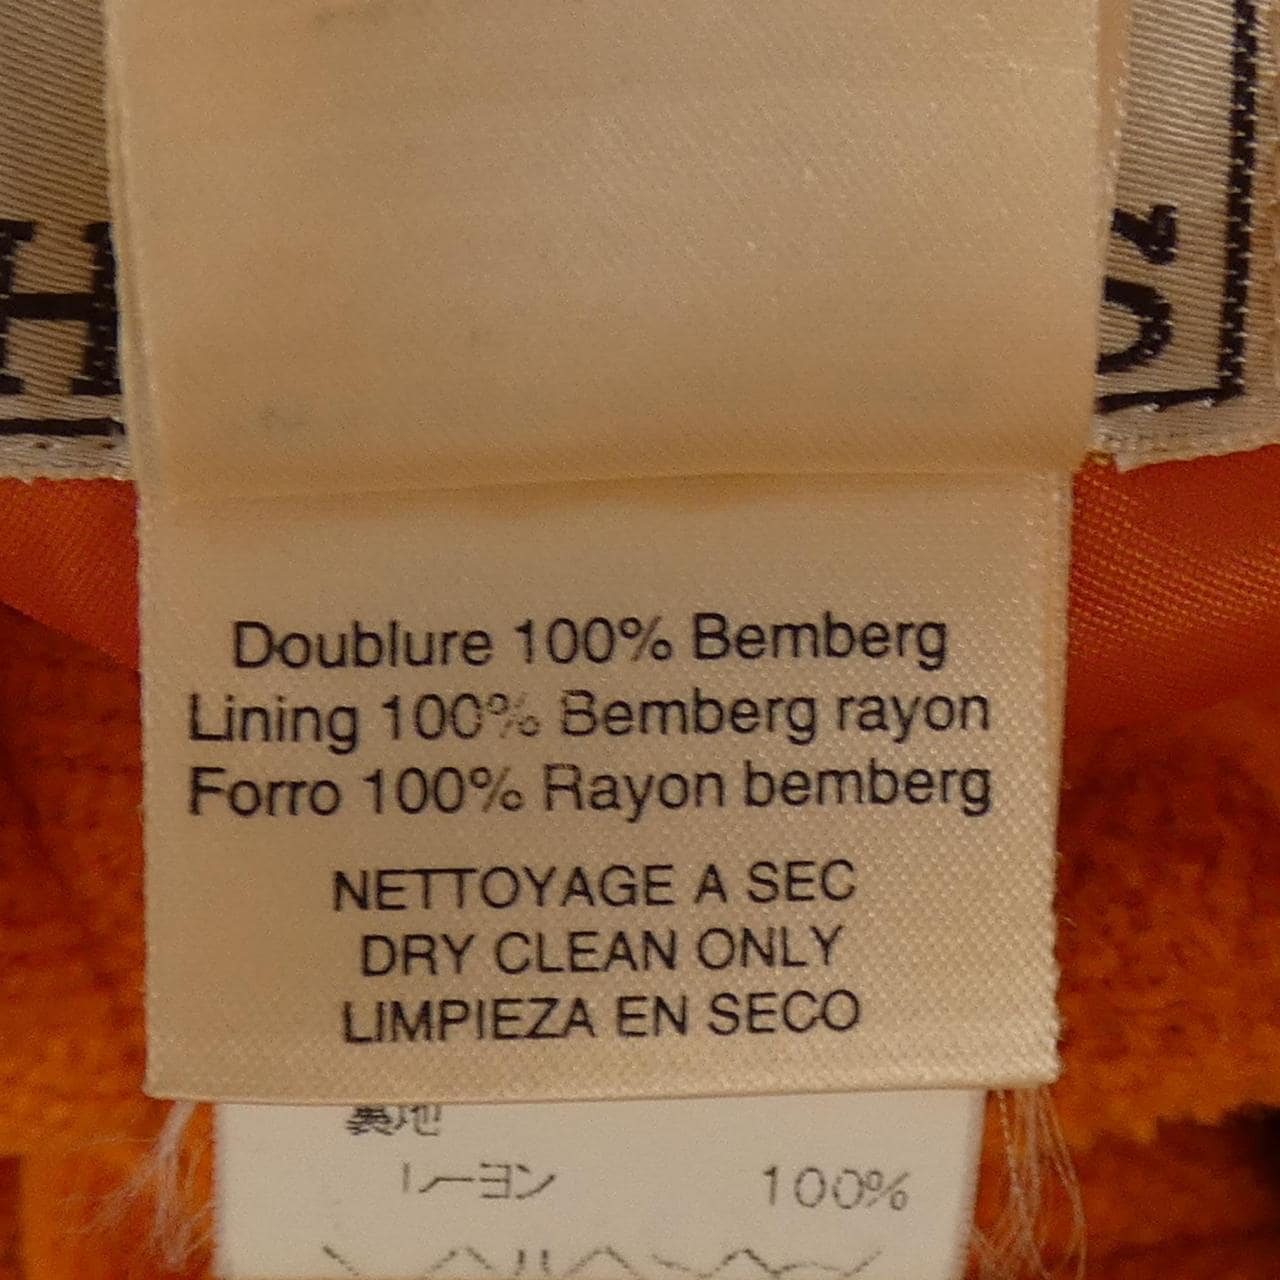 Doublure 100% Bemberg
Lining 100% Bemberg rayon
Forro 100% Rayon bemberg
NETTOYAGE A SEC
DRY CLEAN ONLY
LIMPIEZA EN SECO
裏地
レーヨン 100%